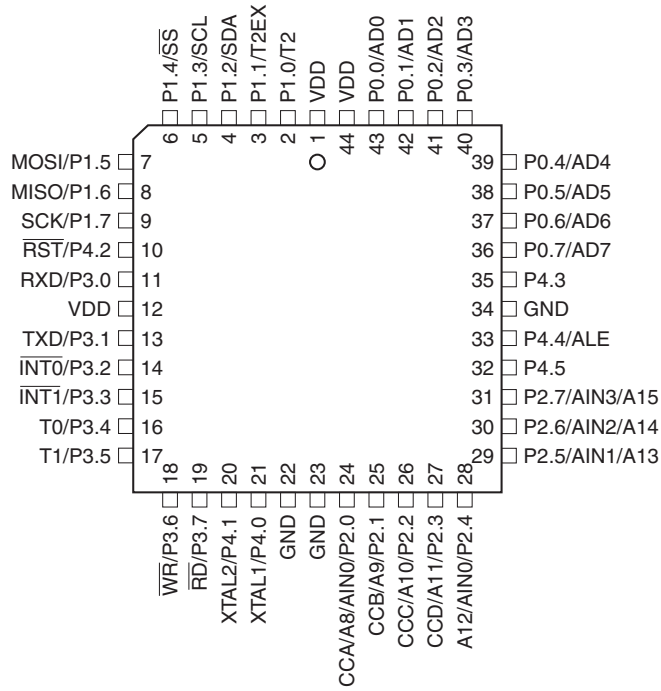 P1.4/S̅S̅
P1.3/SCL
P1.2/SDA
P1.1/T2EX
P1.0/T2
VDD
VDD
P0.0/AD0
P0.1/AD1
P0.2/AD2
P0.3/AD3
6
5
4
3
2
1
44
43
42
41
40
MOSI/P1.5 7
MISO/P1.6 8
SCK/P1.7 9
R̅S̅T̅/P4.2 10
RXD/P3.0 11
VDD 12
TXD/P3.1 13
I̅N̅T̅0̅/P3.2 14
I̅N̅T̅1̅/P3.3 15
T0/P3.4 16
T1/P3.5 17
39 P0.4/AD4
38 P0.5/AD5
37 P0.6/AD6
36 P0.7/AD7
35 P4.3
34 GND
33 P4.4/ALE
32 P4.5
31 P2.7/AIN3/A15
30 P2.6/AIN2/A14
29 P2.5/AIN1/A13
18
19
20
21
22
23
24
25
26
27
28
W̅R̅/P3.6
R̅D̅/P3.7
XTAL2/P4.1
XTAL1/P4.0
GND
GND
CCA/A8/AIN0/P2.0
CCB/A9/P2.1
CCC/A10/P2.2
CCD/A11/P2.3
A12/AIN0/P2.4